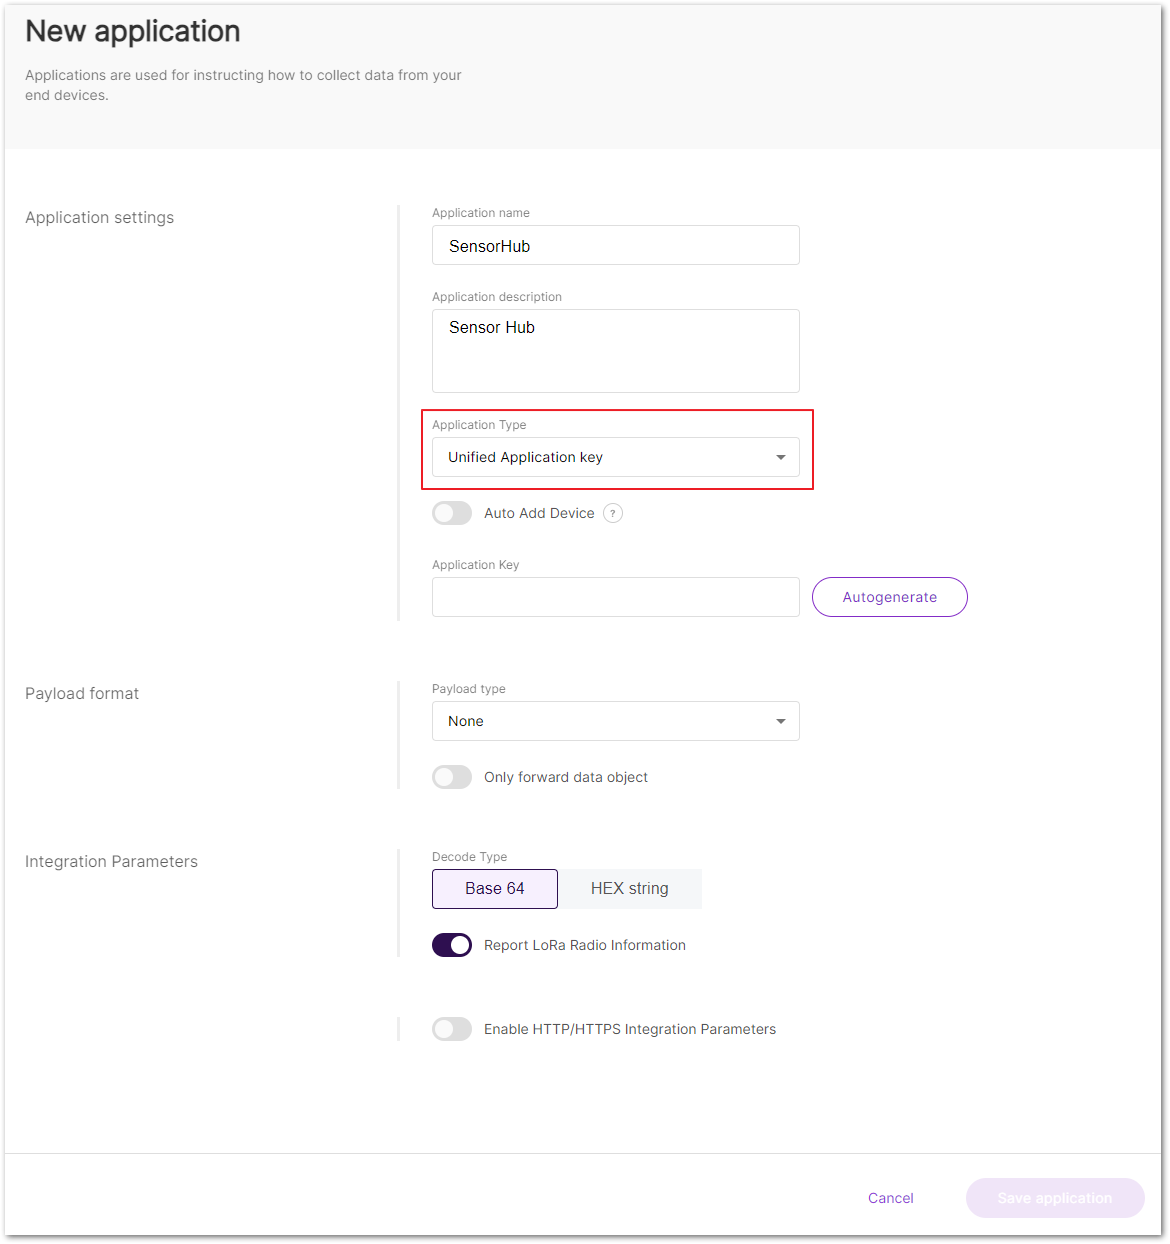 New application
Applications are used for instructing how to collect data from your
end devices.
Application settings
Application name
SensorHub
Application description
Sensor Hub
Application Type
Unified Application key
Auto Add Device ?
Application Key
Autogenerate
Payload format
Payload type
None
Only forward data object
Integration Parameters
Decode Type
Base 64 HEX string
Report LoRa Radio Information
Enable HTTP/HTTPS Integration Parameters
Cancel Save application